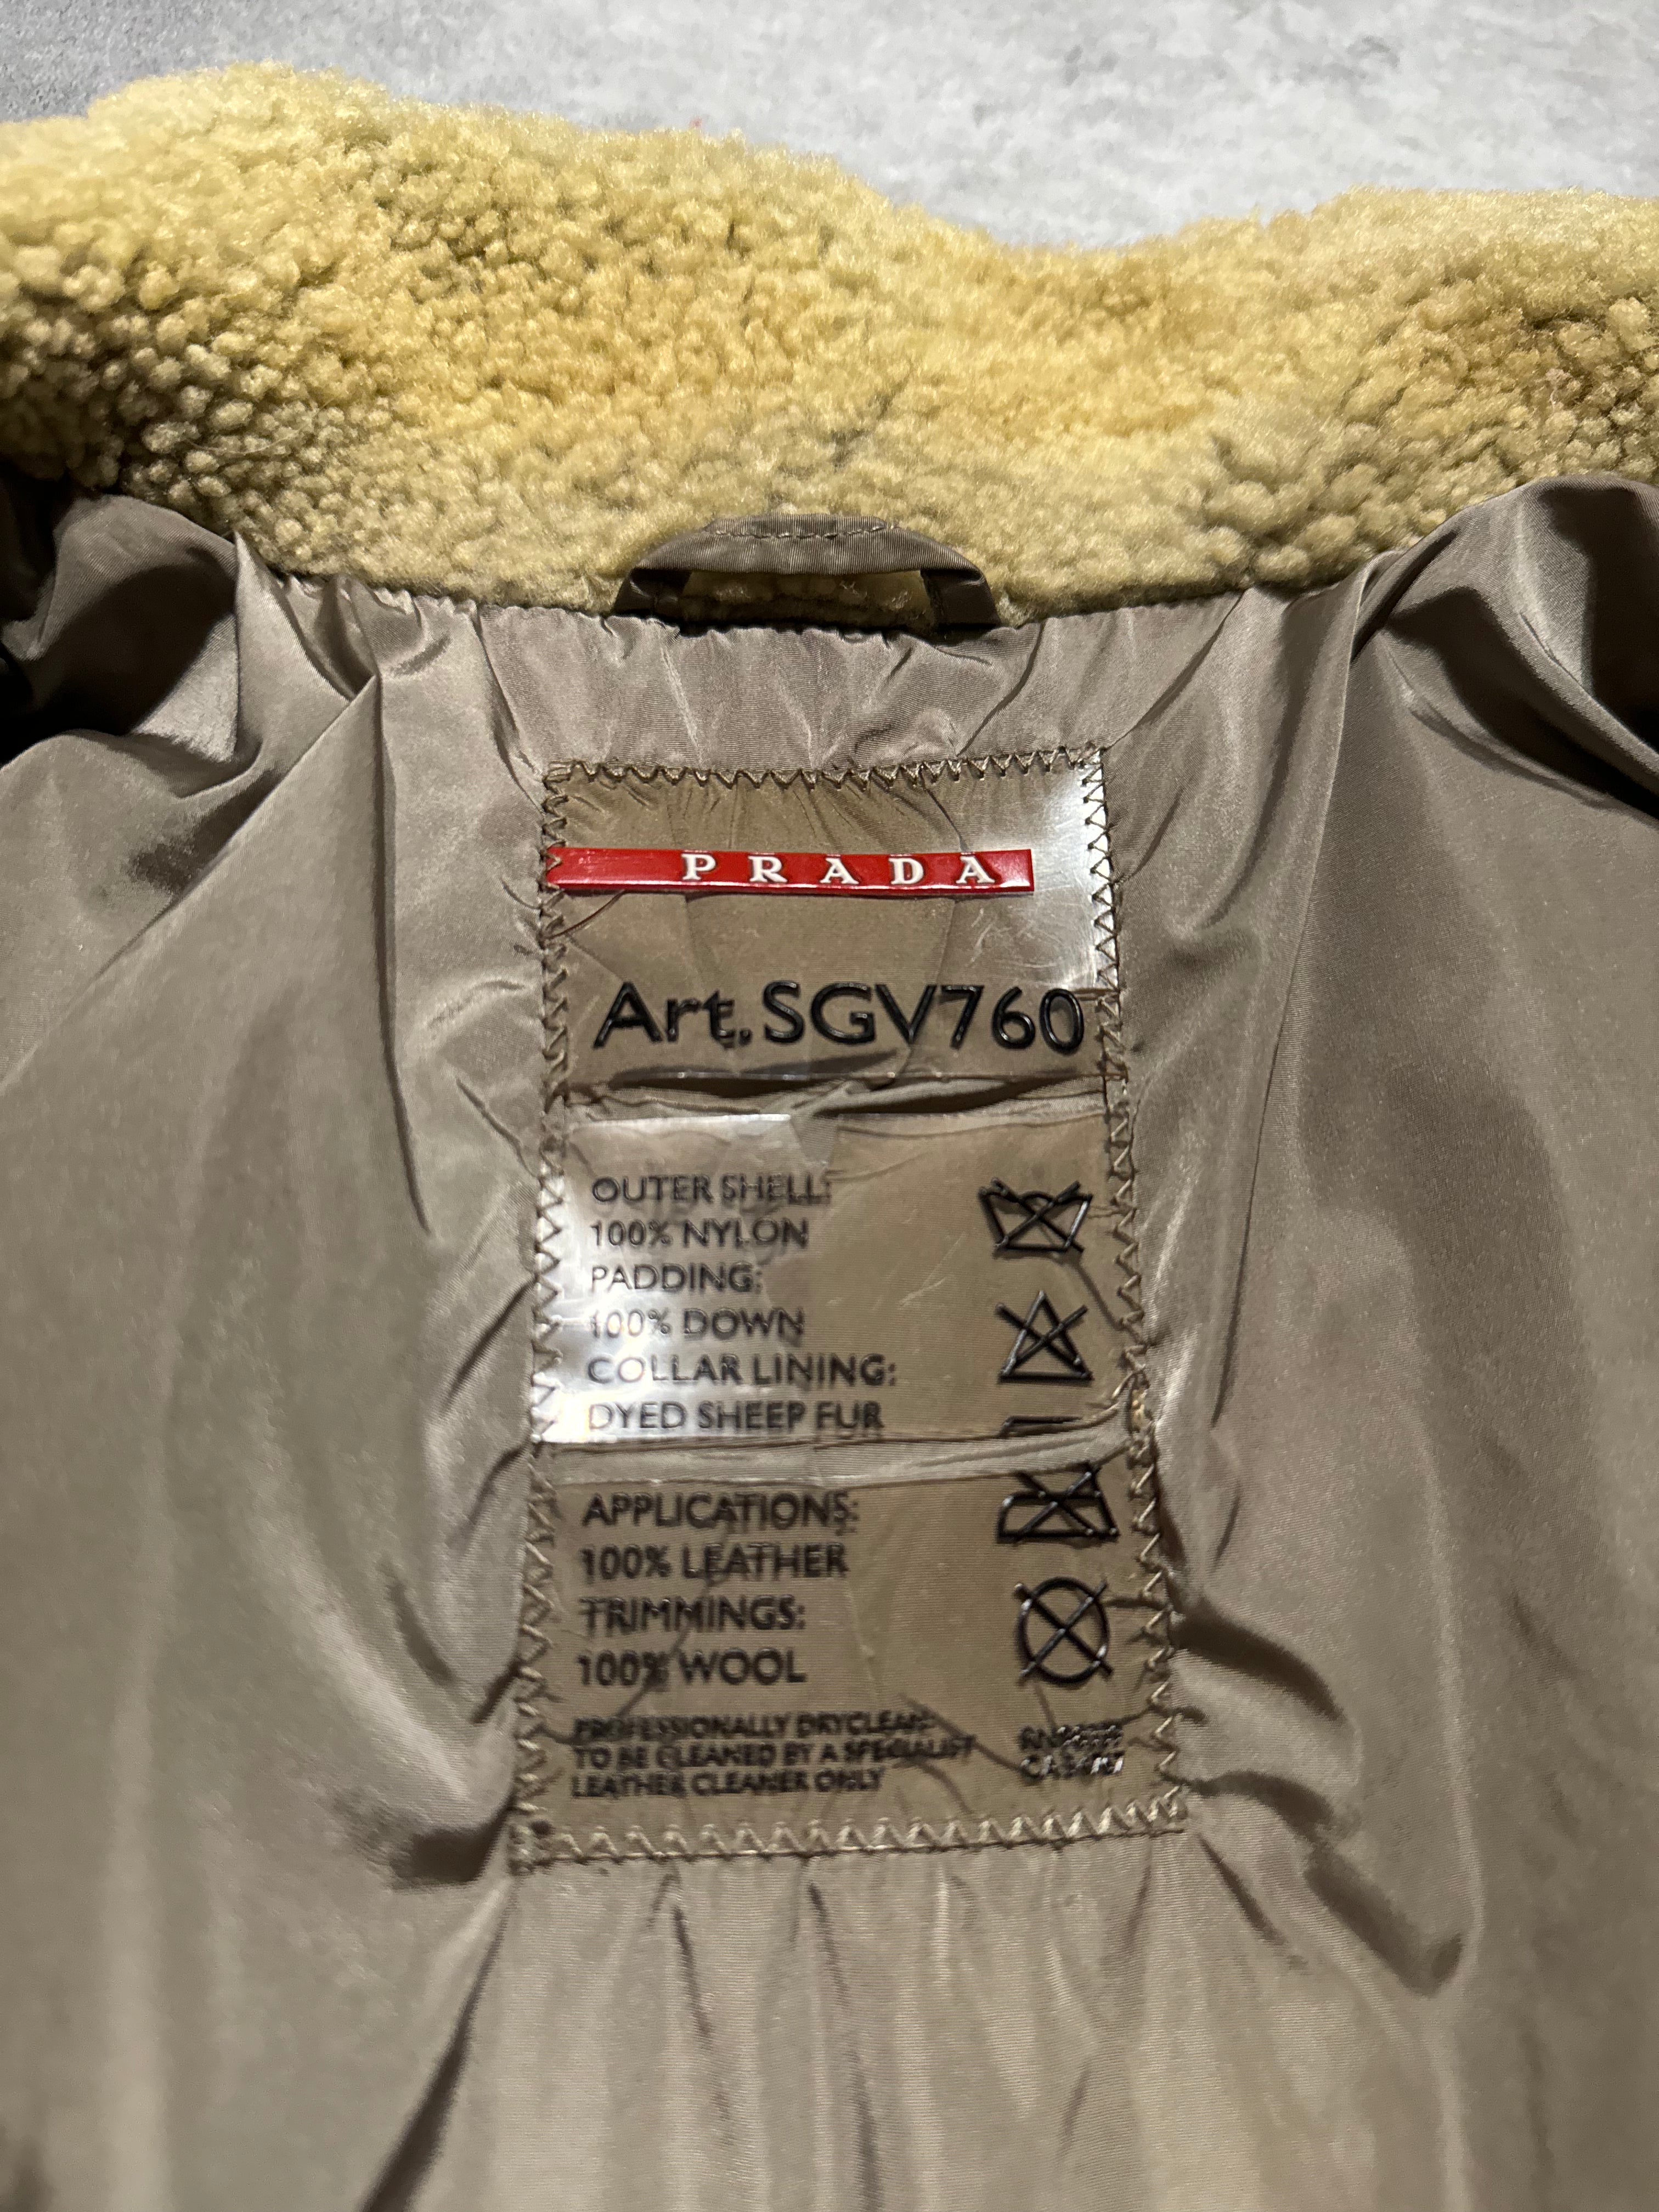 PRADA
Art. SGV760
OUTER SHELL:
100% NYLON
PADDING:
100% DOWN
COLLAR LINING:
DYED SHEEP FUR
APPLICATIONS:
100% LEATHER
TRIMMINGS:
100% WOOL
PROFESSIONALLY DRYCLEAN
TO BE CLEANED BY A SPECIALIST
LEATHER CLEANER ONLY